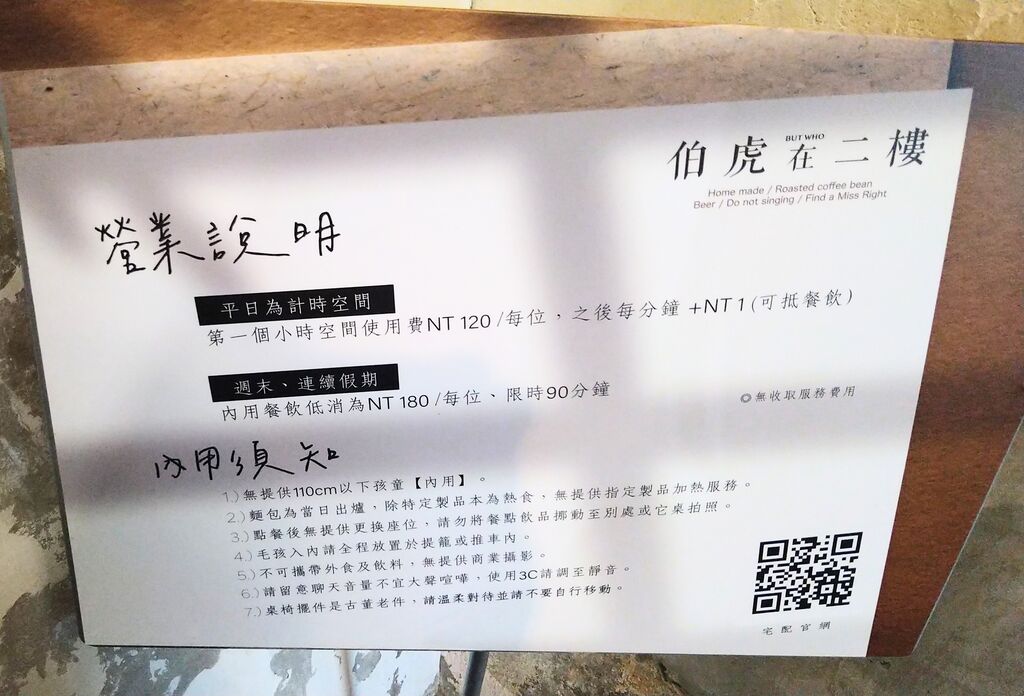 BUT WHO
伯虎在二樓
Home made / Roasted coffee bean
Beer / Do not singing / Find a Miss Right
營業說明
平日為計時空間
第一個小時空間使用費NT 120 /每位，之後每分鐘 +NT 1 (可抵餐飲)
週末、連續假期
內用餐飲低消為NT 180 /每位、限時90分鐘
◎無收取服務費用
內用須知
1.) 無提供110cm以下孩童【內用】。
2.) 麵包為當日出爐，除特定製品本為熱食，無提供指定製品加熱服務。
3.) 點餐後無提供更換座位，請勿將餐點飲品挪動至別處或它桌拍照。
4.) 毛孩入內請全程放置於提籠或推車內。
5.) 不可攜帶外食及飲料，無提供商業攝影。
6.) 請留意聊天音量不宜大聲喧嘩，使用3C請調至靜音。
7.) 桌椅擺件是古董老件，請溫柔對待並請不要自行移動。
宅配官網